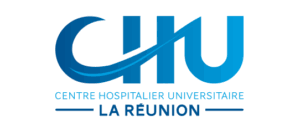 CHU
CENTRE HOSPITALIER UNIVERSITAIRE
LA RÉUNION